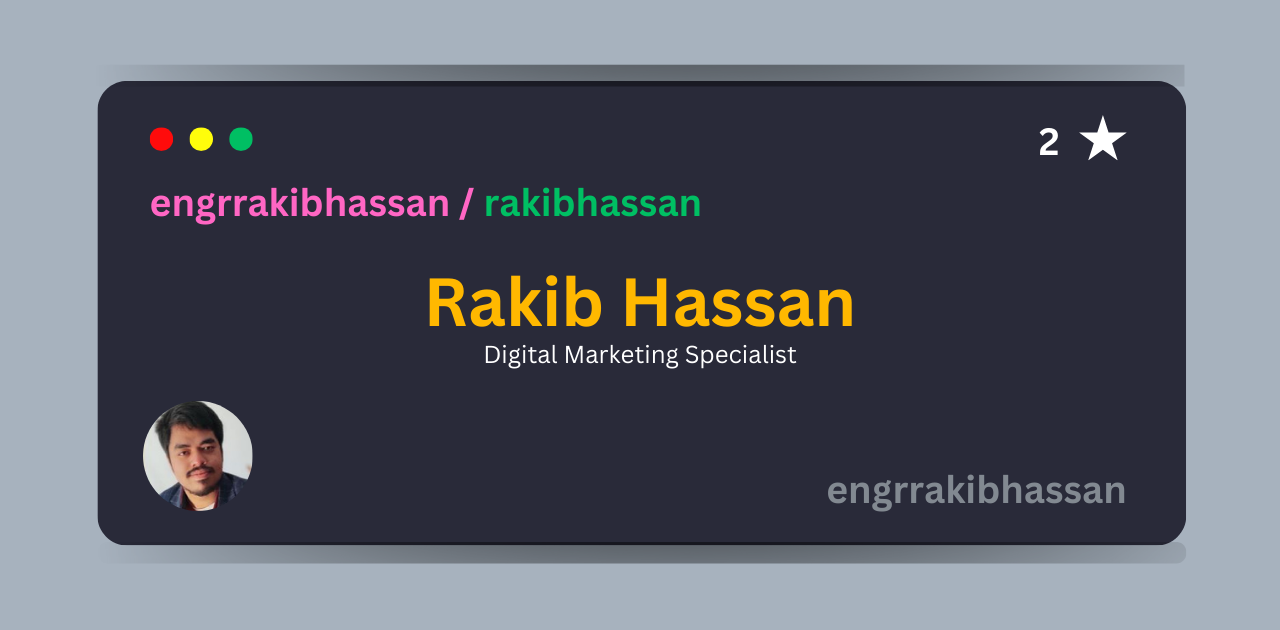 2
engrrakibhassan / rakibhassan
Rakib Hassan
Digital Marketing Specialist
engrrakibhassan